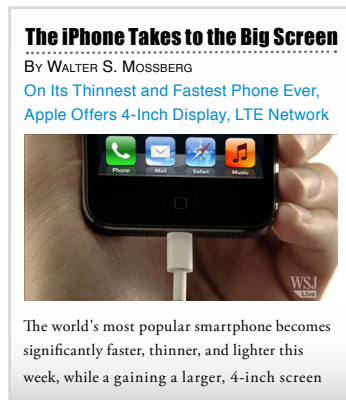 The iPhone Takes to the Big Screen
BY WALTER S. MOSSBERG
On Its Thinnest and Fastest Phone Ever,
Apple Offers 4-Inch Display, LTE Network
Phone Mail Safari Music
WSJ
Live
The world's most popular smartphone becomes
significantly faster, thinner, and lighter this
week, while a gaining a larger, 4-inch screen